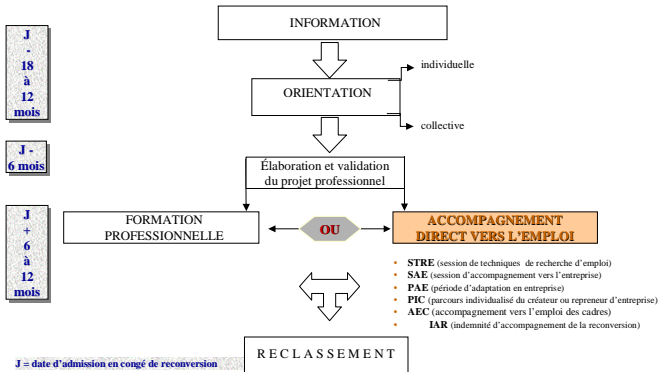 INFORMATION
J
-
18
à
12
mois
individuelle
ORIENTATION
collective
J -
6 mois
Élaboration et validation
du projet professionnel
J
+
6
à
12
mois
FORMATION
PROFESSIONNELLE
OU
ACCOMPAGNEMENT
DIRECT VERS L’EMPLOI
• STRE (session de techniques de recherche d’emploi)
• SAE (session d’accompagnement vers l’entreprise)
• PAE (période d’adaptation en entreprise)
• PIC (parcours individualisé du créateur ou repreneur d’entreprise)
• AEC (accompagnement vers l’emploi des cadres)
• IAR (indemnité d’accompagnement de la reconversion)
RECLASSEMENT
J = date d’admission en congé de reconversion